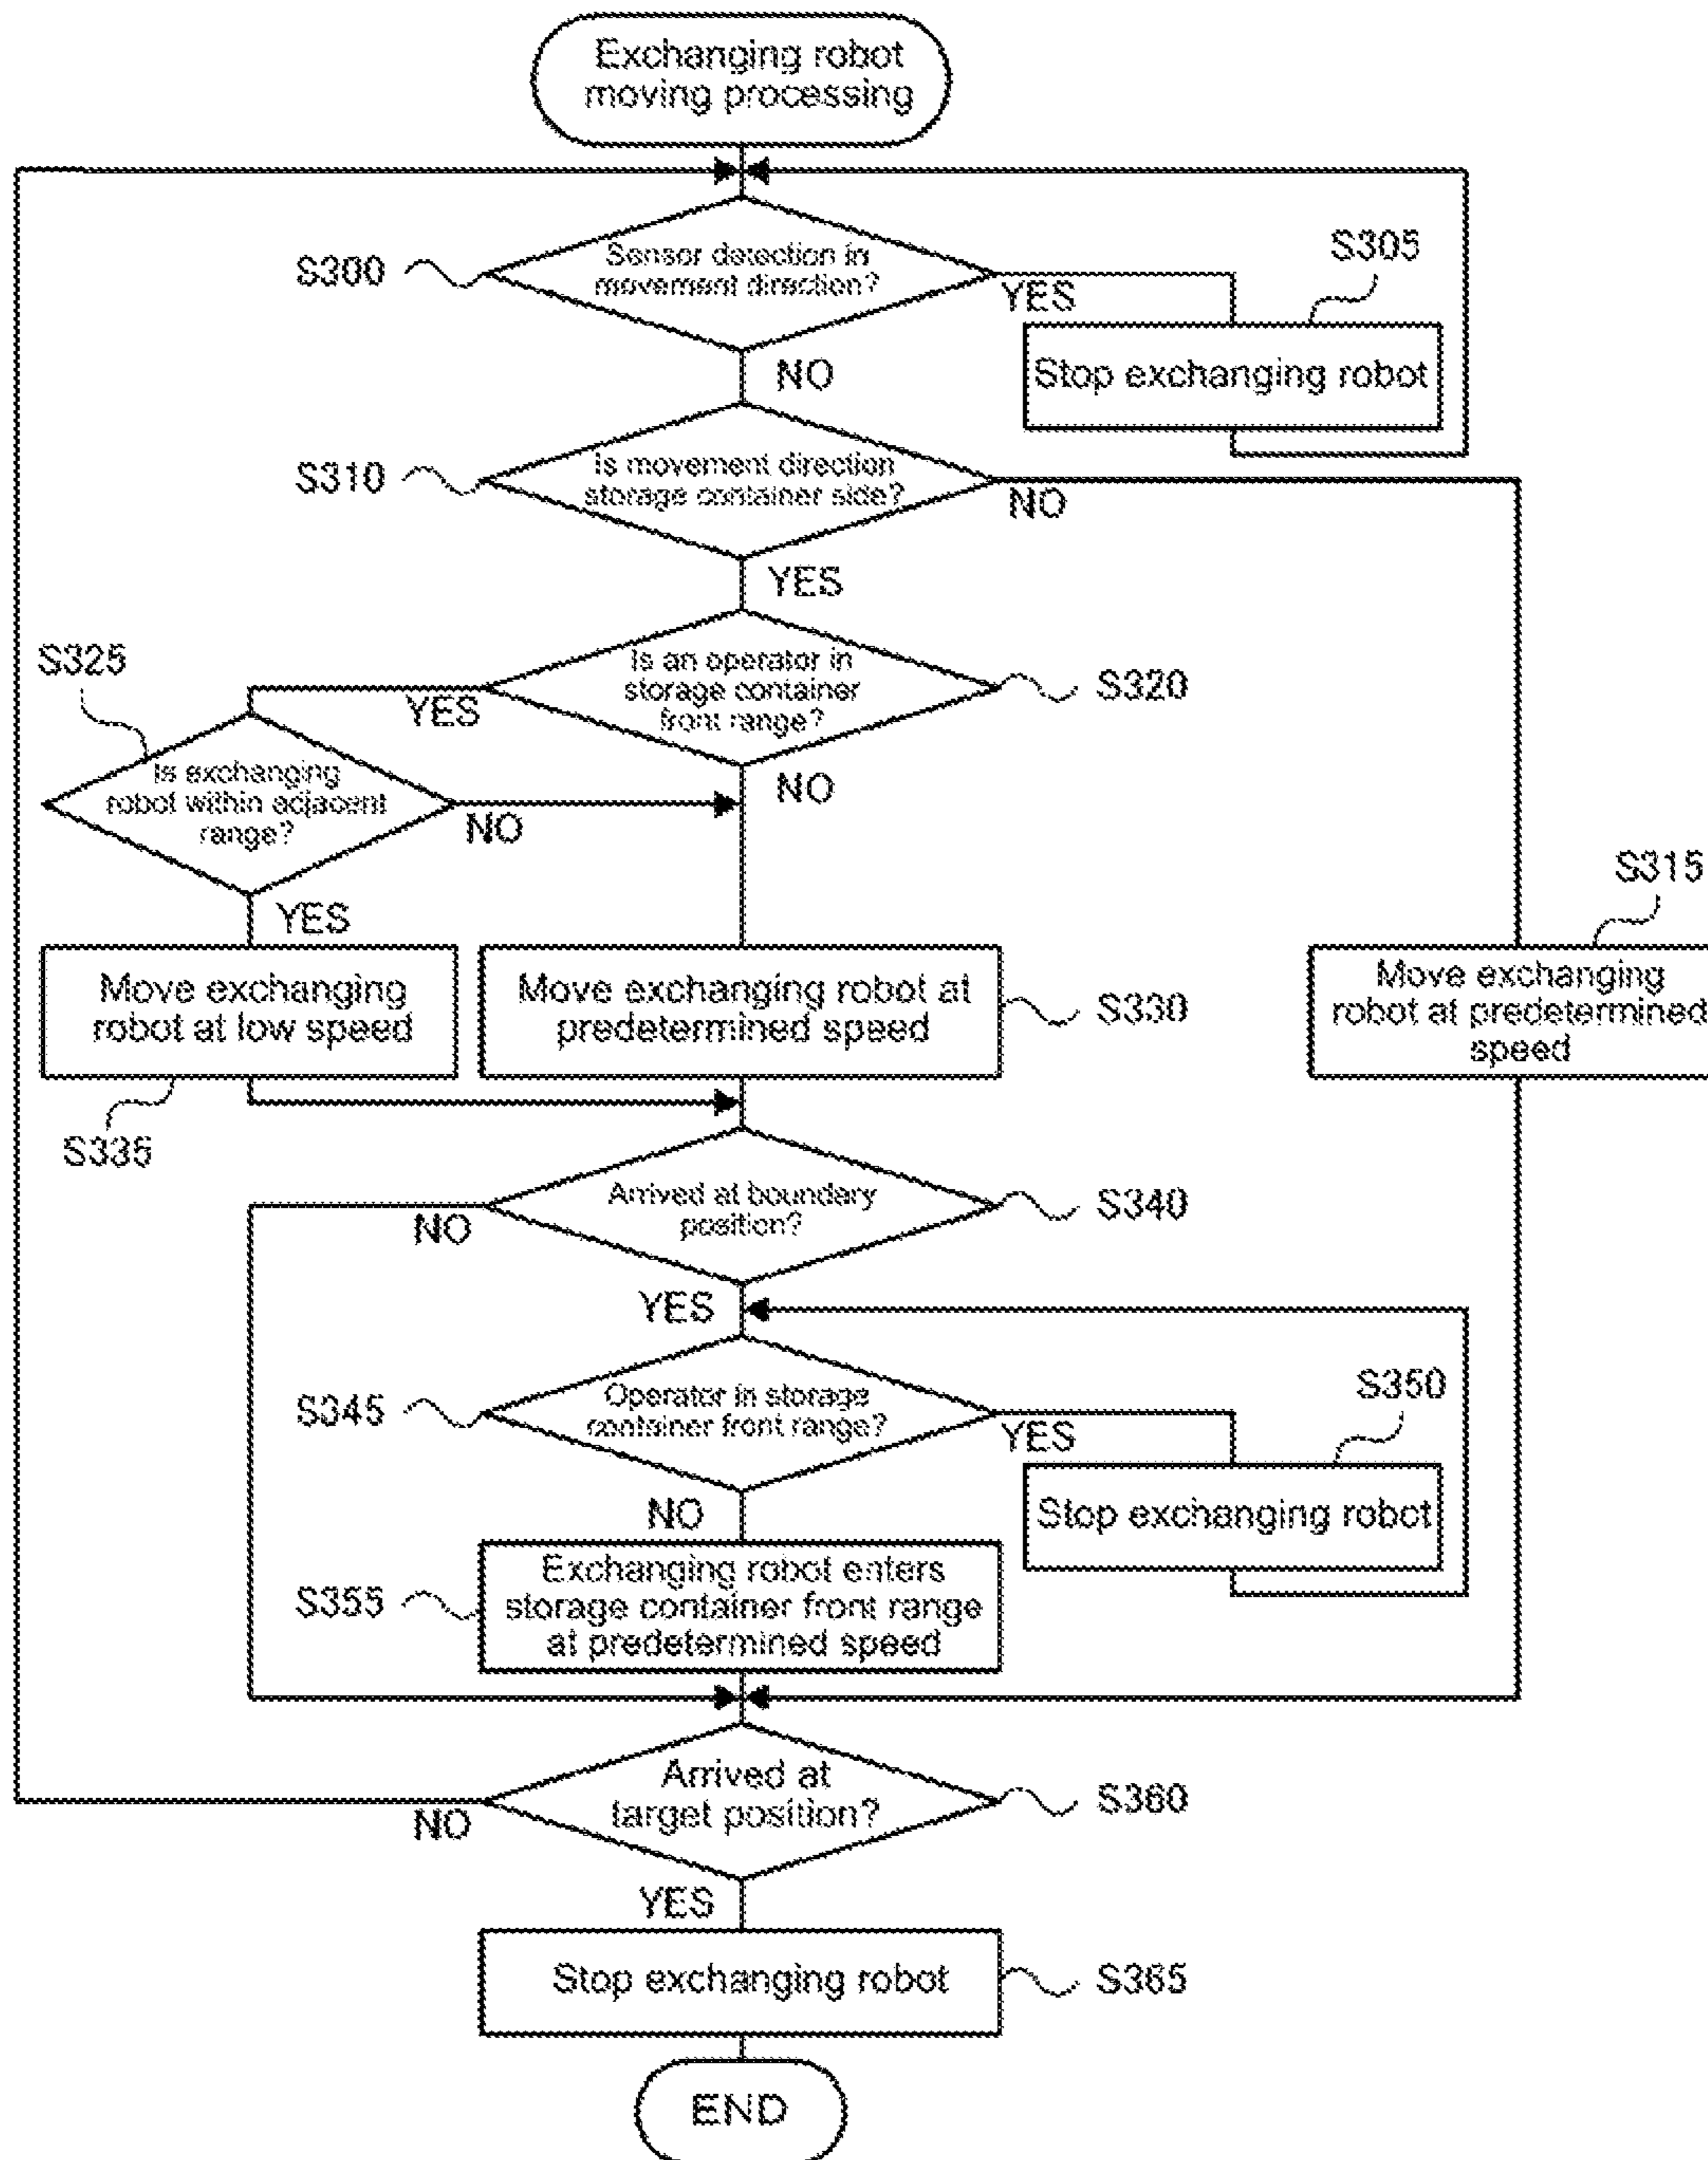 Exchanging robot
moving processing
S300
Sensor detection in
movement direction?
YES
S305
Stop exchanging robot
NO
S310
Is movement direction
storage container side?
NO
YES
S325
Is an operator in
storage container
front range?
S320
YES
NO
Is exchanging
robot within adjacent
range?
NO
YES
S315
Move exchanging
robot at low speed
Move exchanging robot at
predetermined speed
S330
Move exchanging
robot at predetermined
speed
S335
Arrived at boundary
position?
S340
NO
YES
S345
Operator in storage
container front range?
YES
S350
Stop exchanging robot
NO
S355
Exchanging robot enters
storage container front range
at predetermined speed
Arrived at
target position?
S360
NO
YES
Stop exchanging robot
S365
END